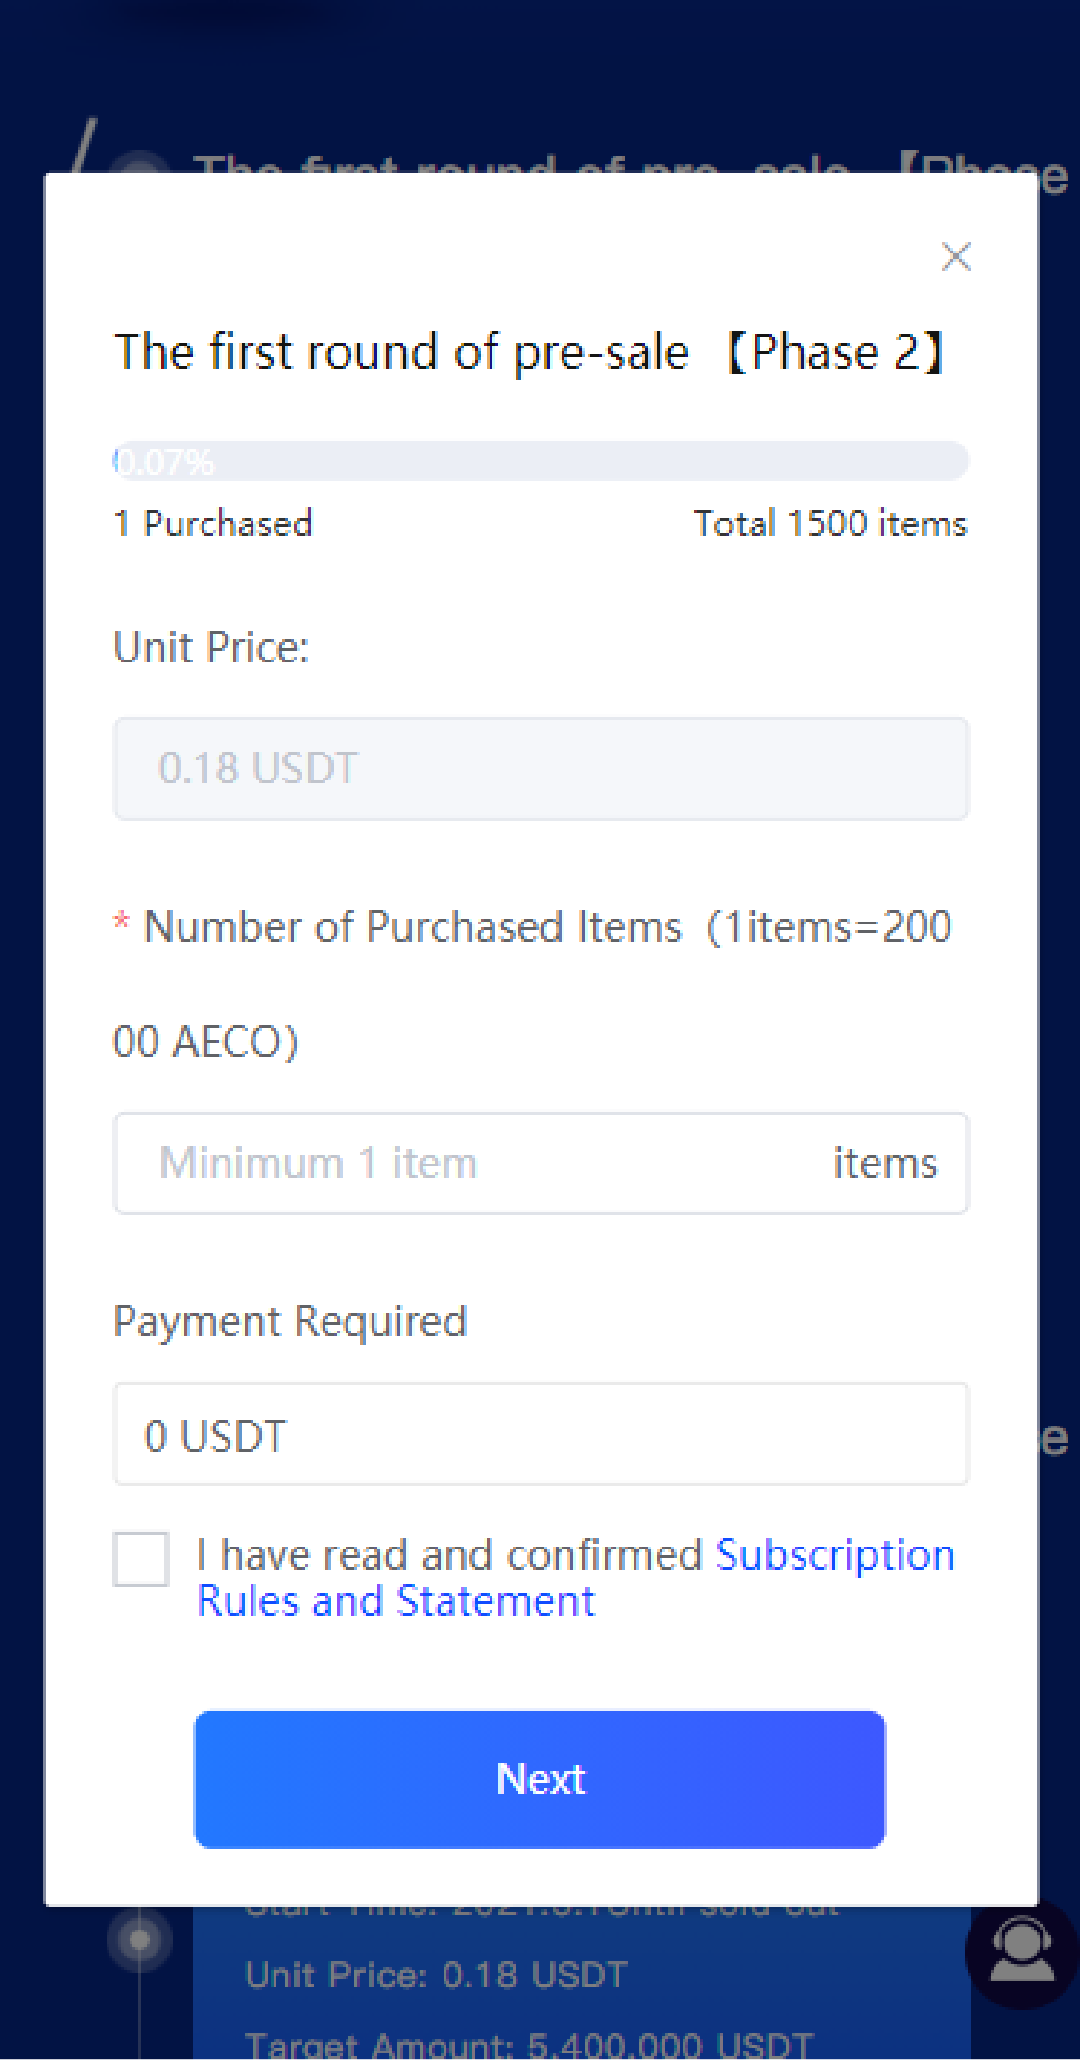 The first round of pre-sale 【Phase
The first round of pre-sale 【Phase 2】
0.07%
1 Purchased
Total 1500 items
Unit Price:
0.18 USDT
* Number of Purchased Items (1items=200
00 AECO)
Minimum 1 item
items
Payment Required
0 USDT
I have read and confirmed Subscription
Rules and Statement
Next
Unit Price: 0.18 USDT
Target Amount: 5,400,000 USDT